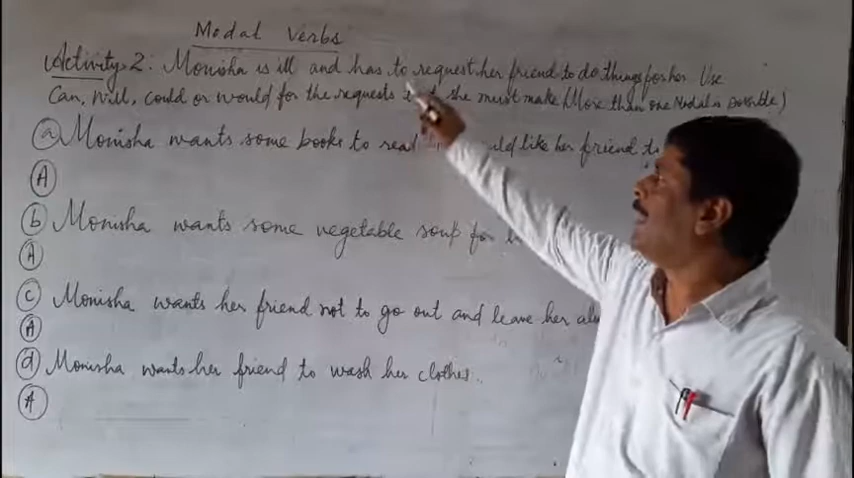 Modal Verbs
Activity-2: Monisha is ill and has to request her friend to do things for her Use
Can, Will, Could or would for the requests she must make (More than one Modal is possible)
(a) Monisha wants some books to read like her friend to
(A)
(b) Monisha wants some vegetable soup for
(A)
(c) Monisha wants her friend not to go out and leave her
(A)
(d) Monisha wants her friend to wash her clothes.
(A)